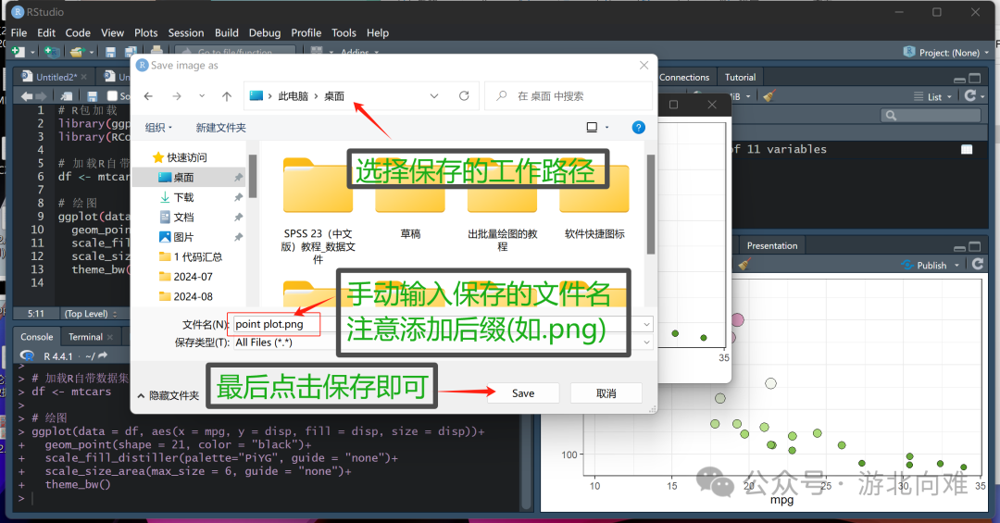 RStudio
File Edit Code View Plots Session Build Debug Profile Tools Help
Go to file/function
Addins
Project: (None)
Save image as
此电脑 › 桌面
在 桌面 中搜索
组织 新建文件夹
快速访问
桌面
下载
文档
图片
1 代码汇总
2024-07
2024-08
SPSS 23（中文
版）教程_数据文
件
草稿
出批量绘图的教
程
软件快捷图标
选择保存的工作路径
手动输入保存的文件名
注意添加后缀(如.png)
文件名(N): point plot.png
保存类型(T): All Files (*.*)
最后点击保存即可
隐藏文件夹
Save 取消
Untitled2*
1 # R包加载
2 library(ggp
3 library(RCo
4
5 # 加载R自带
6 df <- mtcars
7
8 # 绘图
9 ggplot(data
10 geom_poin
11 scale_fil
12 scale_siz
13 theme_bw(
14
5:11 (Top Level)
Console Terminal
R 4.4.1 · ~/
>
> # 加载R自带数据集
> df <- mtcars
>
> # 绘图
> ggplot(data = df, aes(x = mpg, y = disp, fill = disp, size = disp))+
+ geom_point(shape = 21, color = "black")+
+ scale_fill_distiller(palette="PiYG", guide = "none")+
+ scale_size_area(max_size = 6, guide = "none")+
+ theme_bw()
>
Connections Tutorial
List
of 11 variables
Presentation
Publish
35
100
10 15 20 25 30 35
mpg
公众号 · 游北向难